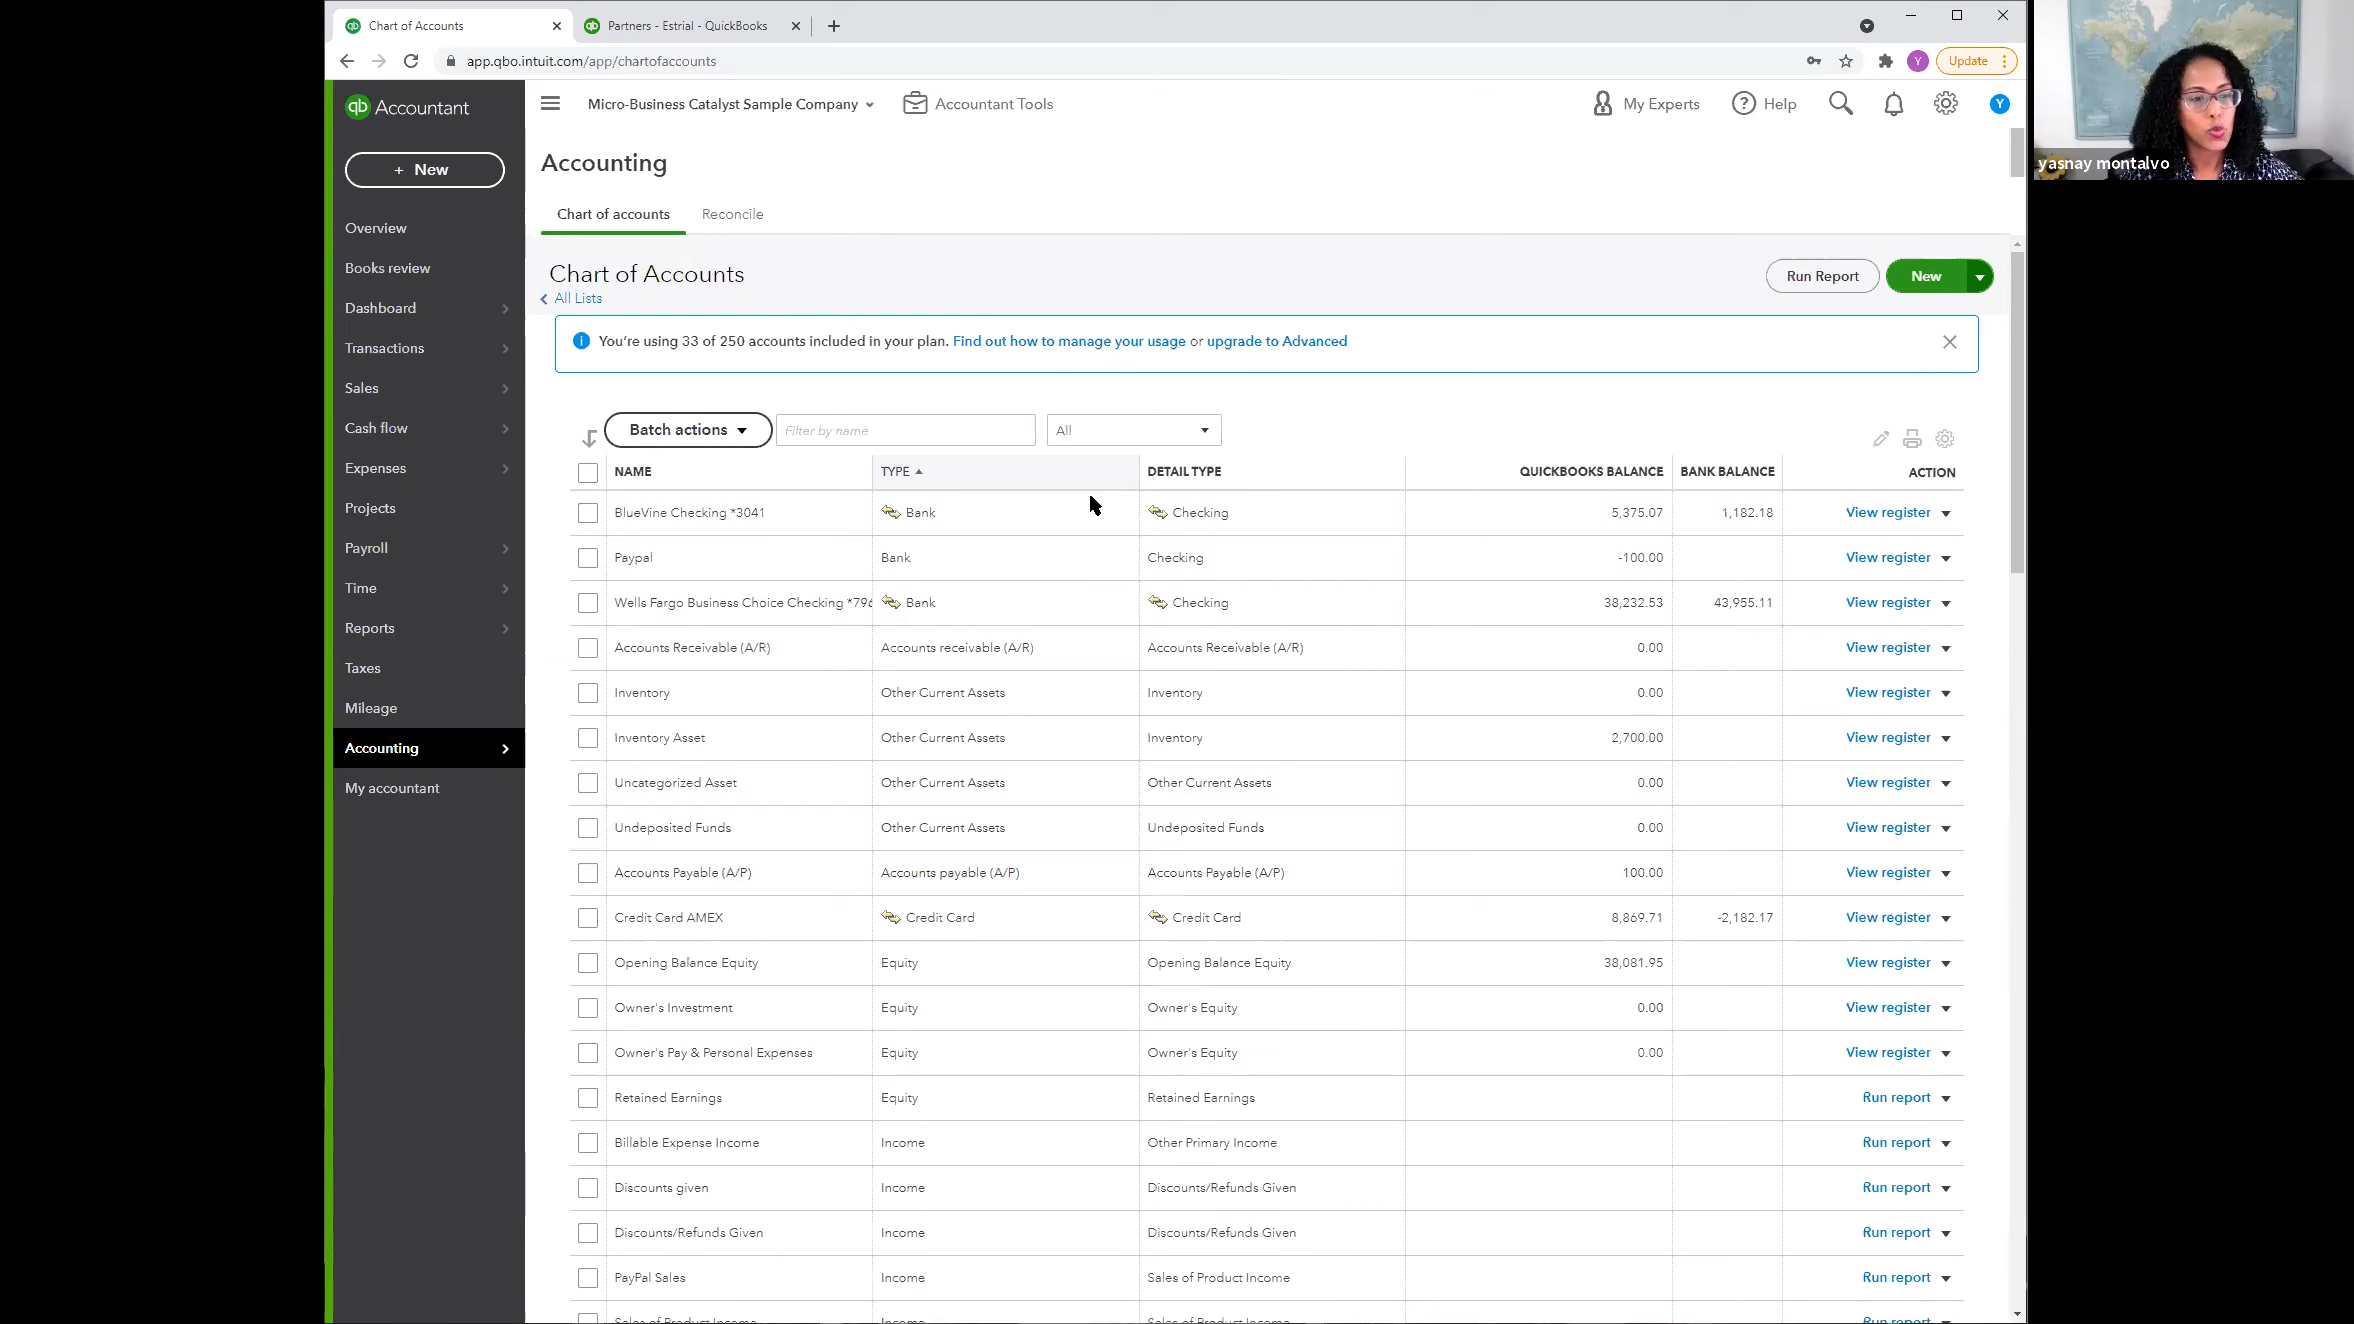 Chart of Accounts
Partners - Estrial - QuickBooks
app.qbo.intuit.com/app/chartofaccounts
Y
Update
yasnay montalvo
qb Accountant
Micro-Business Catalyst Sample Company
Accountant Tools
My Experts
Help
Y
+ New
Overview
Books review
Dashboard
Transactions
Sales
Cash flow
Expenses
Projects
Payroll
Time
Reports
Taxes
Mileage
Accounting
My accountant
Accounting
Chart of accounts Reconcile
Chart of Accounts
All Lists
Run Report New
You're using 33 of 250 accounts included in your plan. Find out how to manage your usage or upgrade to Advanced
Batch actions Filter by name All
NAME TYPE DETAIL TYPE QUICKBOOKS BALANCE BANK BALANCE ACTION
BlueVine Checking *3041 Bank Checking 5,375.07 1,182.18 View register
Paypal Bank Checking -100.00 View register
Wells Fargo Business Choice Checking *796 Bank Checking 38,232.53 43,955.11 View register
Accounts Receivable (A/R) Accounts receivable (A/R) Accounts Receivable (A/R) 0.00 View register
Inventory Other Current Assets Inventory 0.00 View register
Inventory Asset Other Current Assets Inventory 2,700.00 View register
Uncategorized Asset Other Current Assets Other Current Assets 0.00 View register
Undeposited Funds Other Current Assets Undeposited Funds 0.00 View register
Accounts Payable (A/P) Accounts payable (A/P) Accounts Payable (A/P) 100.00 View register
Credit Card AMEX Credit Card Credit Card 8,869.71 -2,182.17 View register
Opening Balance Equity Equity Opening Balance Equity 38,081.95 View register
Owner's Investment Equity Owner's Equity 0.00 View register
Owner's Pay & Personal Expenses Equity Owner's Equity 0.00 View register
Retained Earnings Equity Retained Earnings Run report
Billable Expense Income Income Other Primary Income Run report
Discounts given Income Discounts/Refunds Given Run report
Discounts/Refunds Given Income Discounts/Refunds Given Run report
PayPal Sales Income Sales of Product Income Run report
Sales of Product Income Income Sales of Product Income Run report